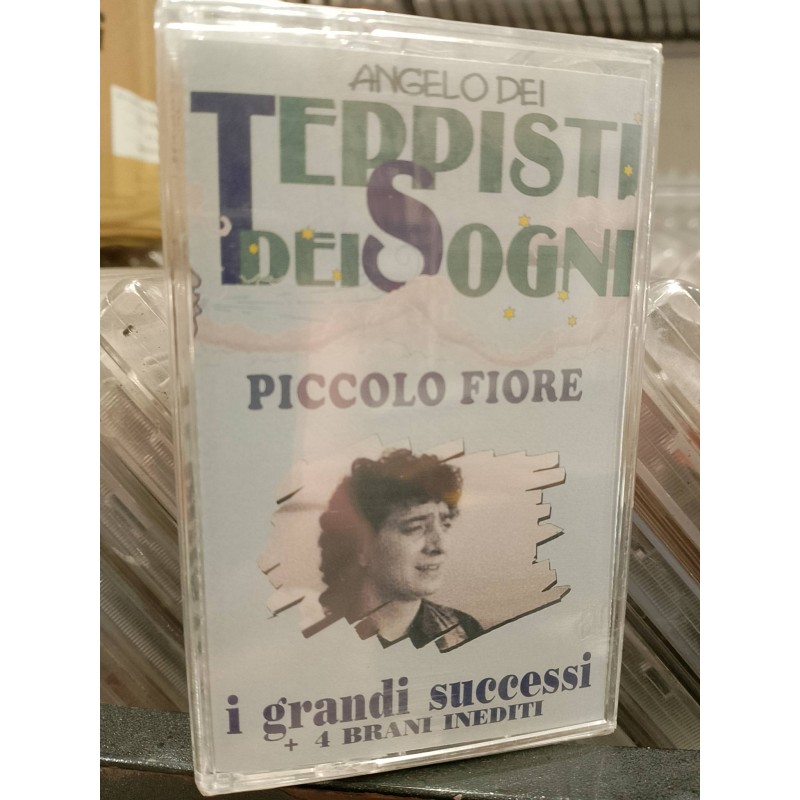 ANGELO DEI
TEPPISTI
DEI SOGNI
PICCOLO FIORE
i grandi successi
+ 4 BRANI INEDITI